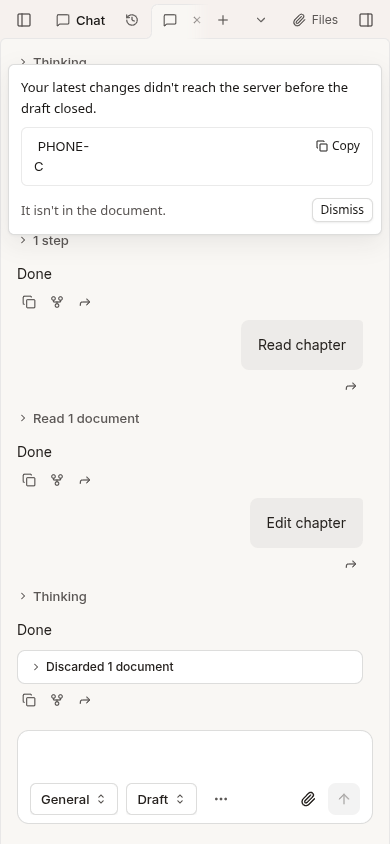 Chat
Files
Thinking
Your latest changes didn't reach the server before the
draft closed.
PHONE-
C
Copy
It isn't in the document.
Dismiss
1 step
Done
Read chapter
Read 1 document
Done
Edit chapter
Thinking
Done
Discarded 1 document
General
Draft